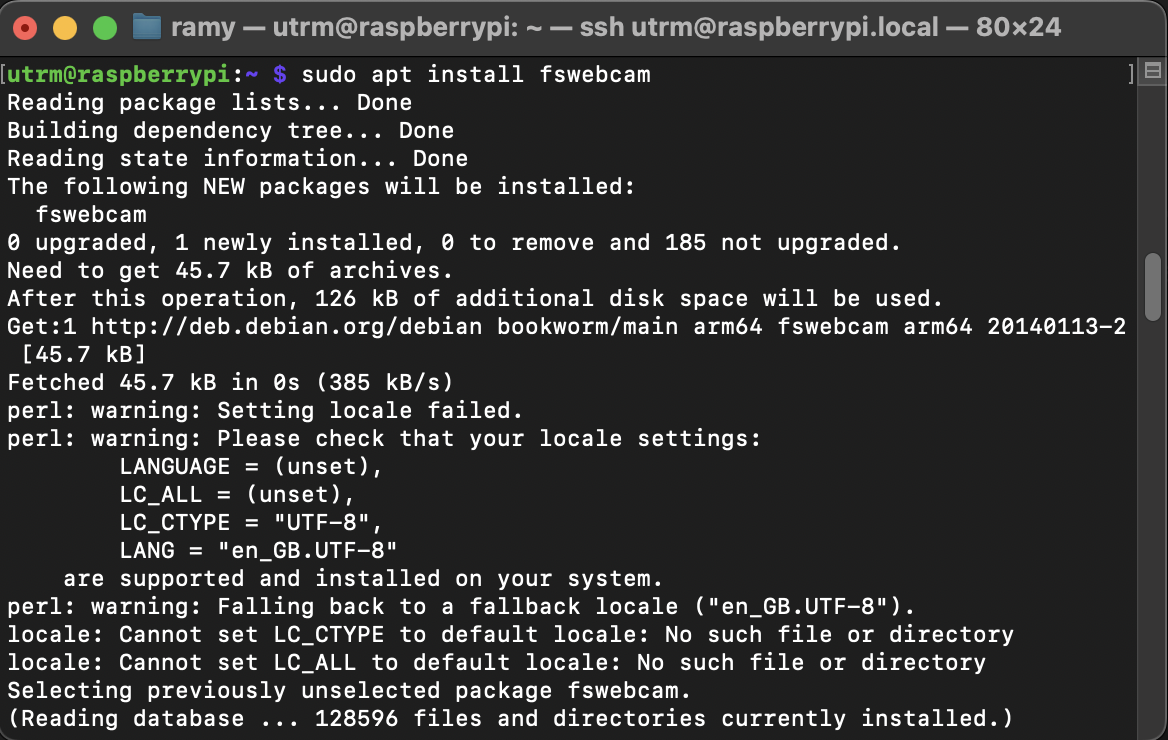 ramy — utrm@raspberrypi: ~ — ssh utrm@raspberrypi.local — 80×24
[utrm@raspberrypi:~ $ sudo apt install fswebcam ]
Reading package lists... Done
Building dependency tree... Done
Reading state information... Done
The following NEW packages will be installed:
  fswebcam
0 upgraded, 1 newly installed, 0 to remove and 185 not upgraded.
Need to get 45.7 kB of archives.
After this operation, 126 kB of additional disk space will be used.
Get:1 http://deb.debian.org/debian bookworm/main arm64 fswebcam arm64 20140113-2
 [45.7 kB]
Fetched 45.7 kB in 0s (385 kB/s)
perl: warning: Setting locale failed.
perl: warning: Please check that your locale settings:
        LANGUAGE = (unset),
        LC_ALL = (unset),
        LC_CTYPE = "UTF-8",
        LANG = "en_GB.UTF-8"
    are supported and installed on your system.
perl: warning: Falling back to a fallback locale ("en_GB.UTF-8").
locale: Cannot set LC_CTYPE to default locale: No such file or directory
locale: Cannot set LC_ALL to default locale: No such file or directory
Selecting previously unselected package fswebcam.
(Reading database ... 128596 files and directories currently installed.)